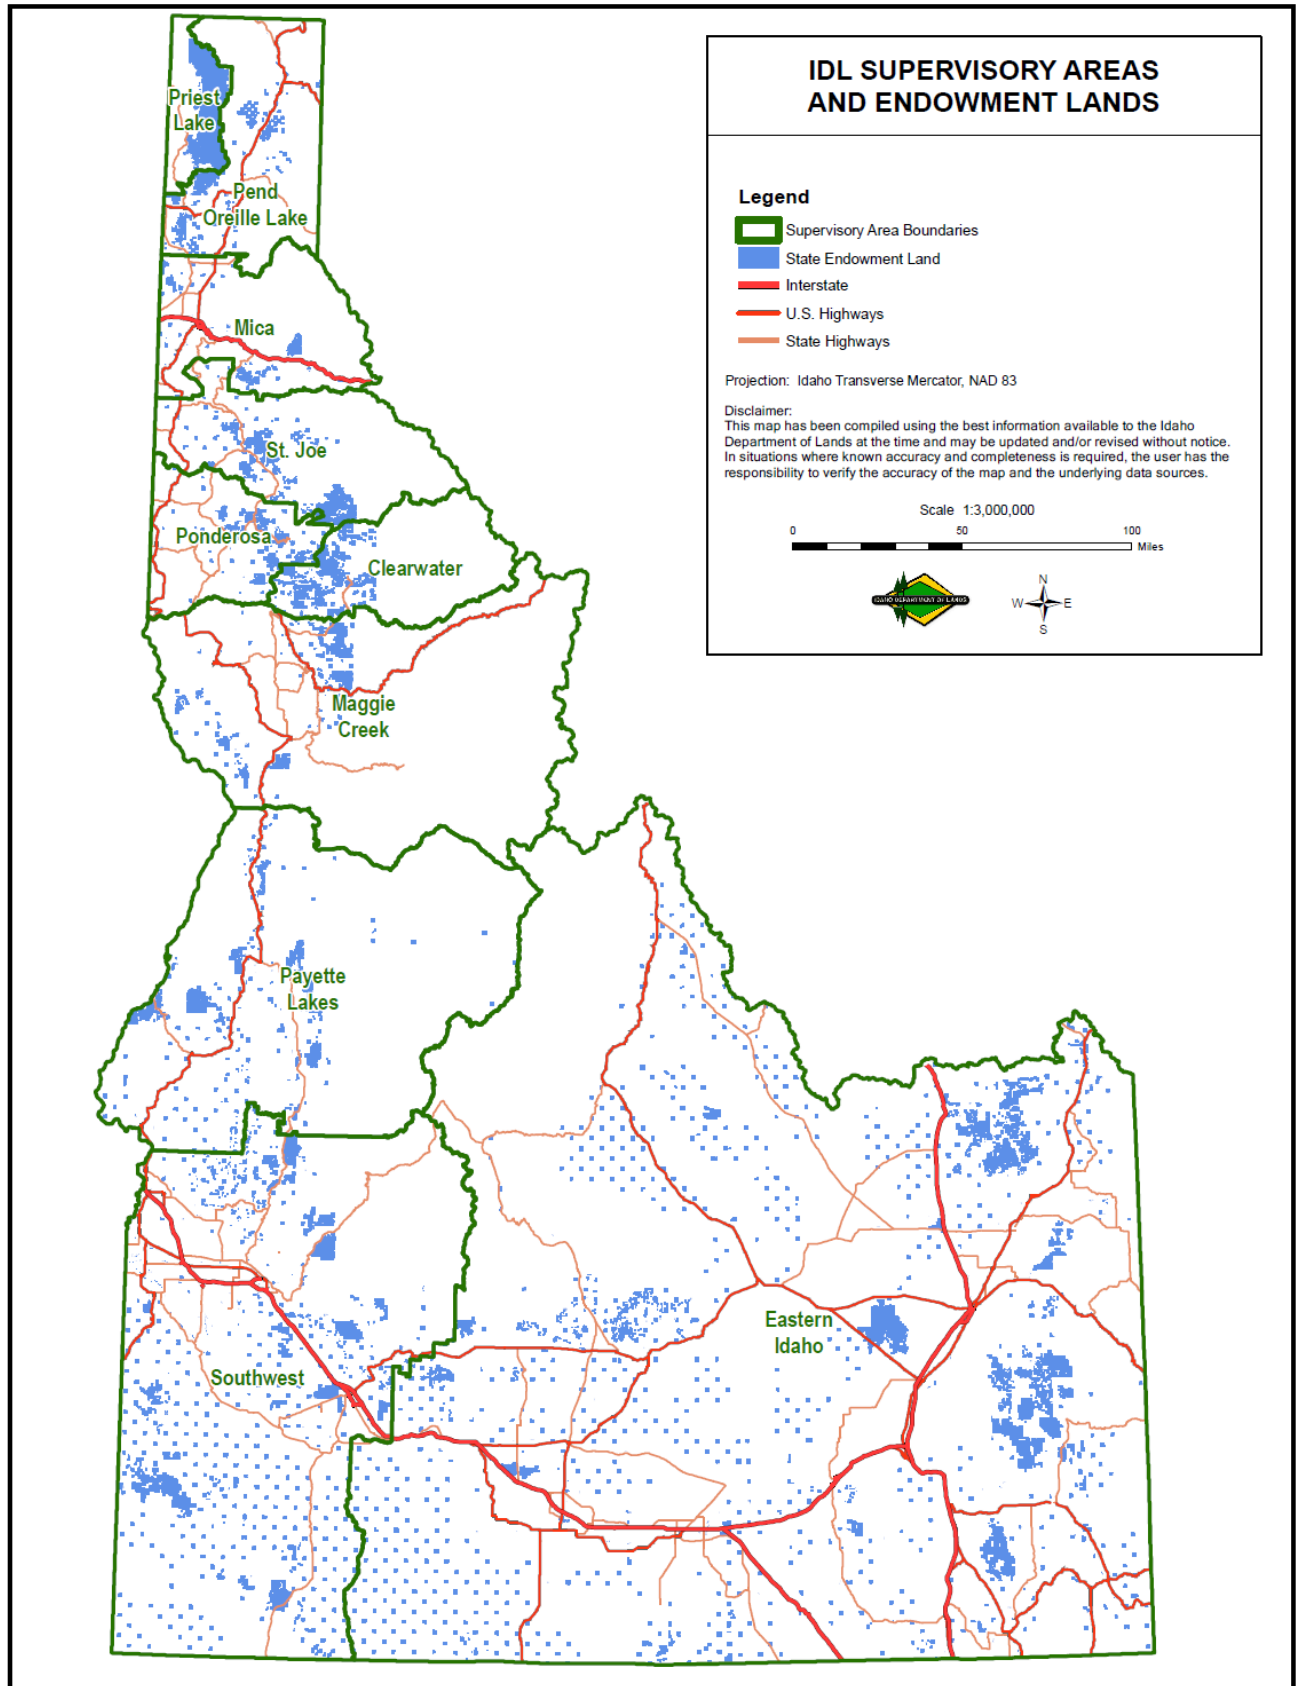 IDL SUPERVISORY AREAS
AND ENDOWMENT LANDS
Legend
Supervisory Area Boundaries
State Endowment Land
Interstate
U.S. Highways
State Highways
Projection: Idaho Transverse Mercator, NAD 83
Disclaimer:
This map has been compiled using the best information available to the Idaho
Department of Lands at the time and may be updated and/or revised without notice.
In situations where known accuracy and completeness is required, the user has the
responsibility to verify the accuracy of the map and the underlying data sources.
Scale 1:3,000,000
0 50 100
Miles
IDAHO DEPARTMENT OF LANDS
N
W E
S
Priest
Lake
Pend
Oreille Lake
Mica
St. Joe
Ponderosa
Clearwater
Maggie
Creek
Payette
Lakes
Eastern
Idaho
Southwest